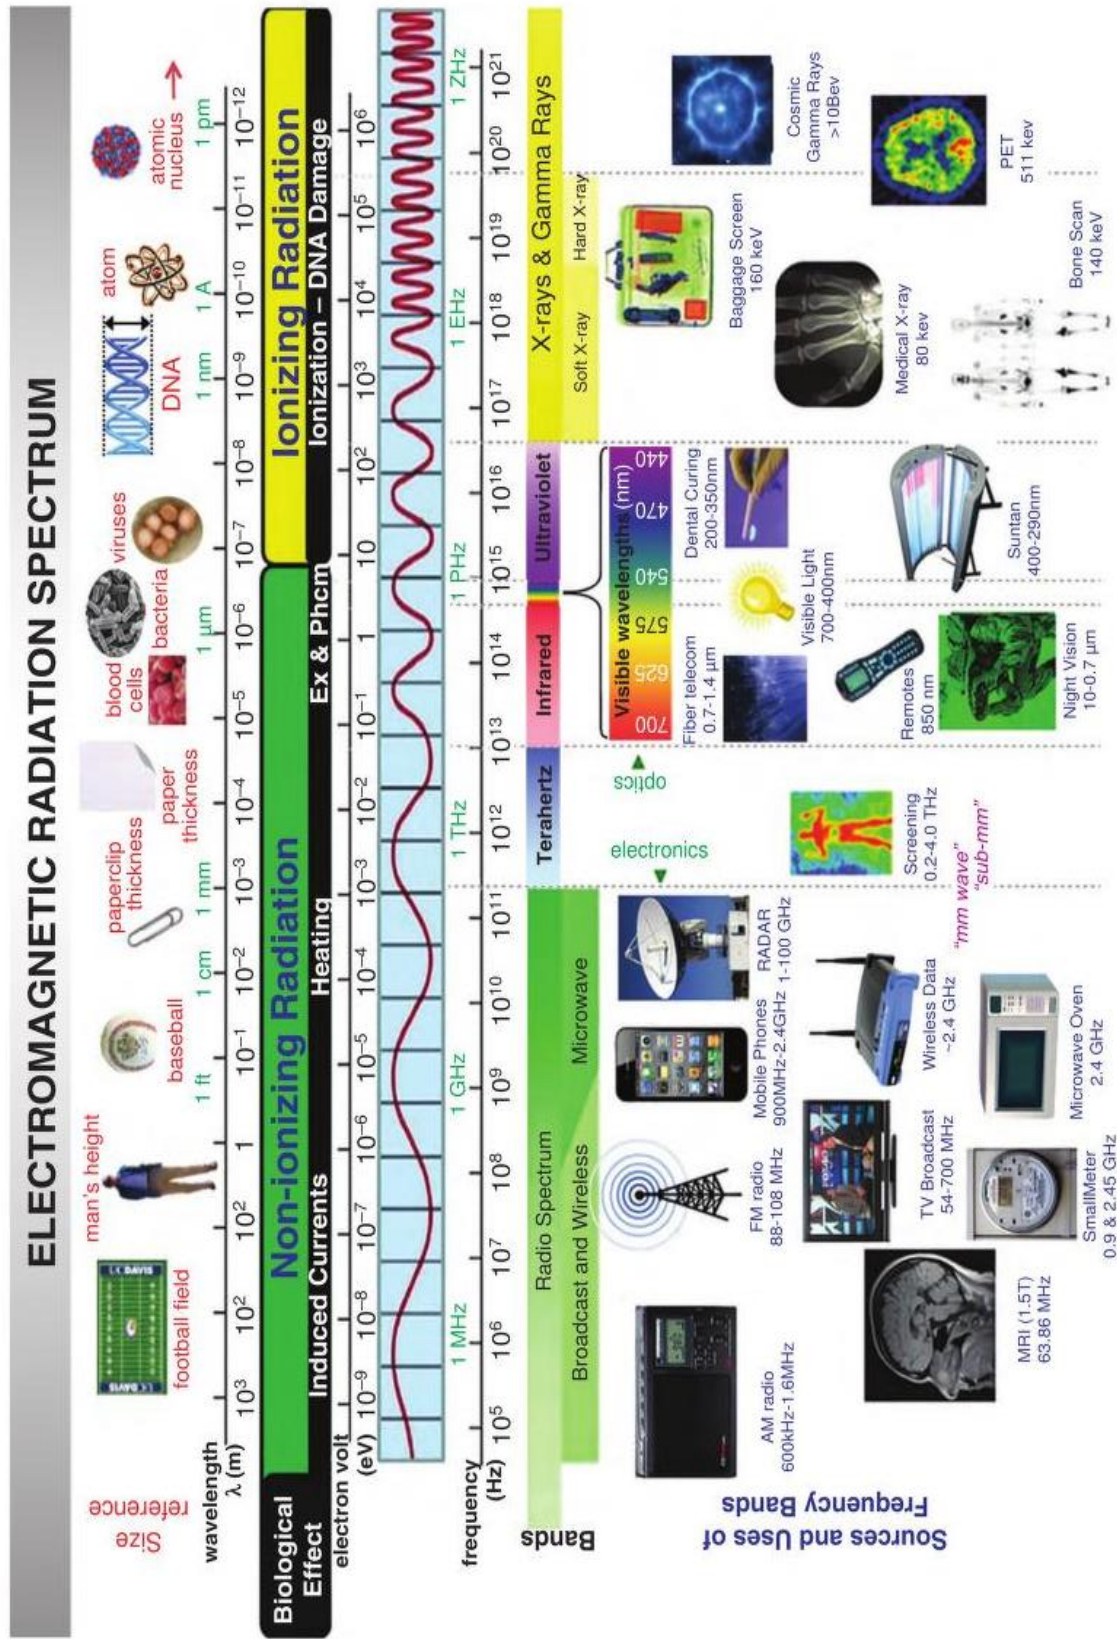 ELECTROMAGNETIC RADIATION SPECTRUM
Size
reference
football field
man's height
baseball
paperclip
thickness
paper
thickness
blood
cells
bacteria
viruses
DNA
atom
atomic
nucleus
wavelength
λ (m)
1 ft
1 cm
1 mm
1 µm
1 nm
1 A
1 pm
10³
10²
10²
1
10⁻¹
10⁻²
10⁻³
10⁻⁴
10⁻⁵
10⁻⁶
10⁻⁷
10⁻⁸
10⁻⁹
10⁻¹⁰
10⁻¹¹
10⁻¹²
Biological
Effect
Non-ionizing Radiation
Ionizing Radiation
Induced Currents
Heating
Ex & Phcm
Ionization – DNA Damage
electron volt
(eV)
10⁻⁹
10⁻⁸
10⁻⁷
10⁻⁶
10⁻⁵
10⁻⁴
10⁻³
10⁻²
10⁻¹
1
10
10²
10³
10⁴
10⁵
10⁶
frequency
(Hz)
1 MHz
1 GHz
1 THz
1 PHz
1 EHz
1 ZHz
10⁵
10⁶
10⁷
10⁸
10⁹
10¹⁰
10¹¹
10¹²
10¹³
10¹⁴
10¹⁵
10¹⁶
10¹⁷
10¹⁸
10¹⁹
10²⁰
10²¹
Bands
Radio Spectrum
Terahertz
Infrared
Ultraviolet
X-rays & Gamma Rays
Broadcast and Wireless
Microwave
Soft X-ray
Hard X-ray
electronics
optics
Visible wavelengths (nm)
700
625
575
540
470
440
Sources and Uses of
Frequency Bands
AM radio
600kHz-1.6MHz
FM radio
88-108 MHz
Mobile Phones
900MHz-2.4GHz
RADAR
1-100 GHz
Fiber telecom
0.7-1.4 µm
Dental Curing
200-350nm
Baggage Screen
160 keV
Cosmic
Gamma Rays
>10Bev
Visible Light
700-400nm
TV Broadcast
54-700 MHz
Wireless Data
~2.4 GHz
Screening
0.2-4.0 THz
Remotes
850 nm
Medical X-ray
80 kev
PET
511 kev
"mm wave"
"sub-mm"
MRI (1.5T)
63.86 MHz
SmallMeter
0.9 & 2.45 GHz
Microwave Oven
2.4 GHz
Night Vision
10-0.7 µm
Suntan
400-290nm
Bone Scan
140 keV